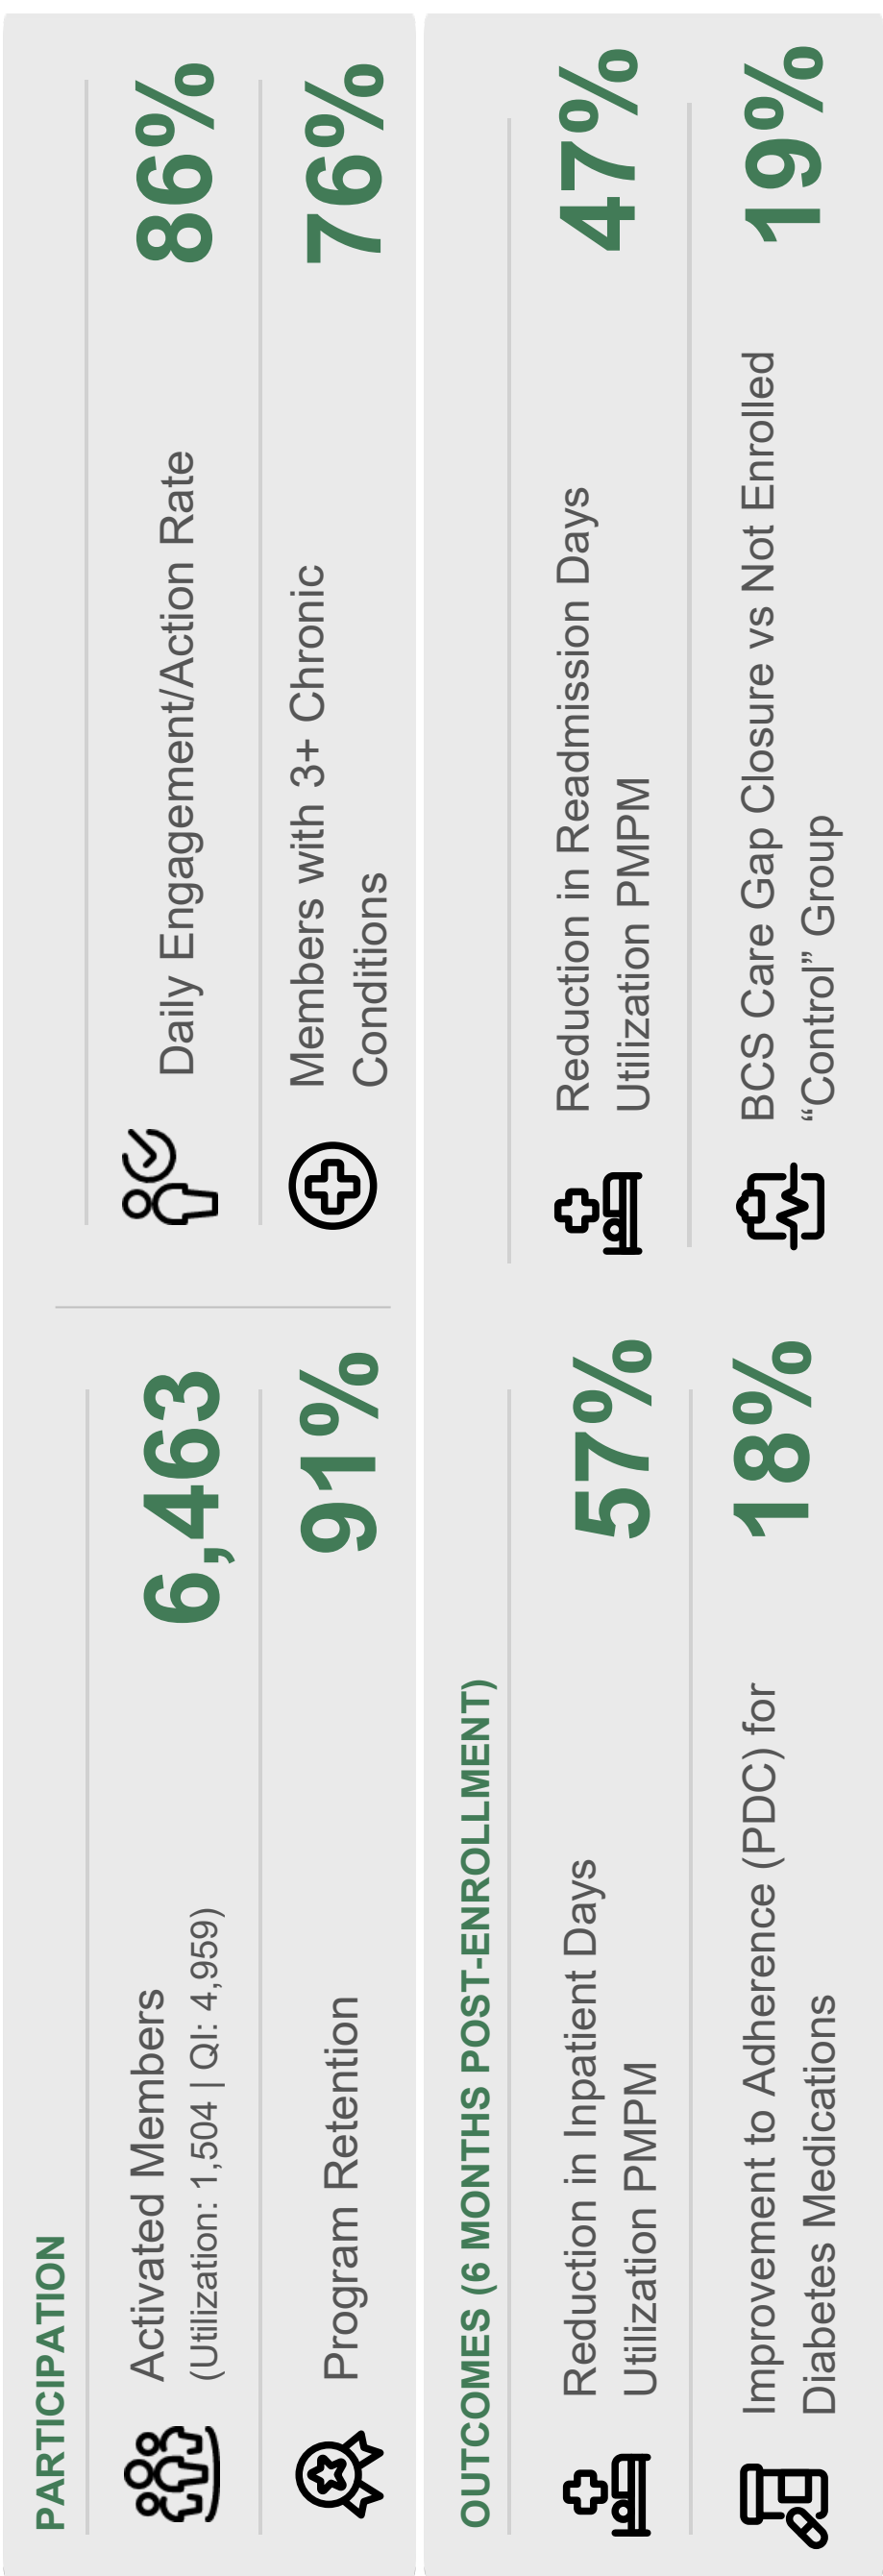 PARTICIPATION
Activated Members
(Utilization: 1,504 | QI: 4,959)
6,463
Daily Engagement/Action Rate
86%
Program Retention
91%
Members with 3+ Chronic
Conditions
76%
OUTCOMES (6 MONTHS POST-ENROLLMENT)
Reduction in Inpatient Days
Utilization PMPM
57%
Reduction in Readmission Days
Utilization PMPM
47%
Improvement to Adherence (PDC) for
Diabetes Medications
18%
BCS Care Gap Closure vs Not Enrolled
“Control” Group
19%